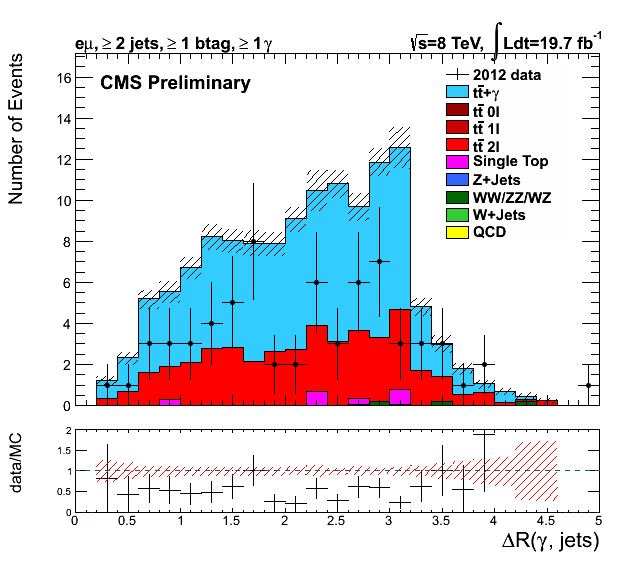 eμ, ≥ 2 jets, ≥ 1 btag, ≥ 1 γ
√s=8 TeV, ∫ Ldt=19.7 fb⁻¹
CMS Preliminary
2012 data
tt̄+γ
tt̄ 0l
tt̄ 1l
tt̄ 2l
Single Top
Z+Jets
WW/ZZ/WZ
W+Jets
QCD
Number of Events
16
14
12
10
8
6
4
2
0
data/MC
2
1.5
1
0.5
0
0 0.5 1 1.5 2 2.5 3 3.5 4 4.5 5
ΔR(γ, jets)